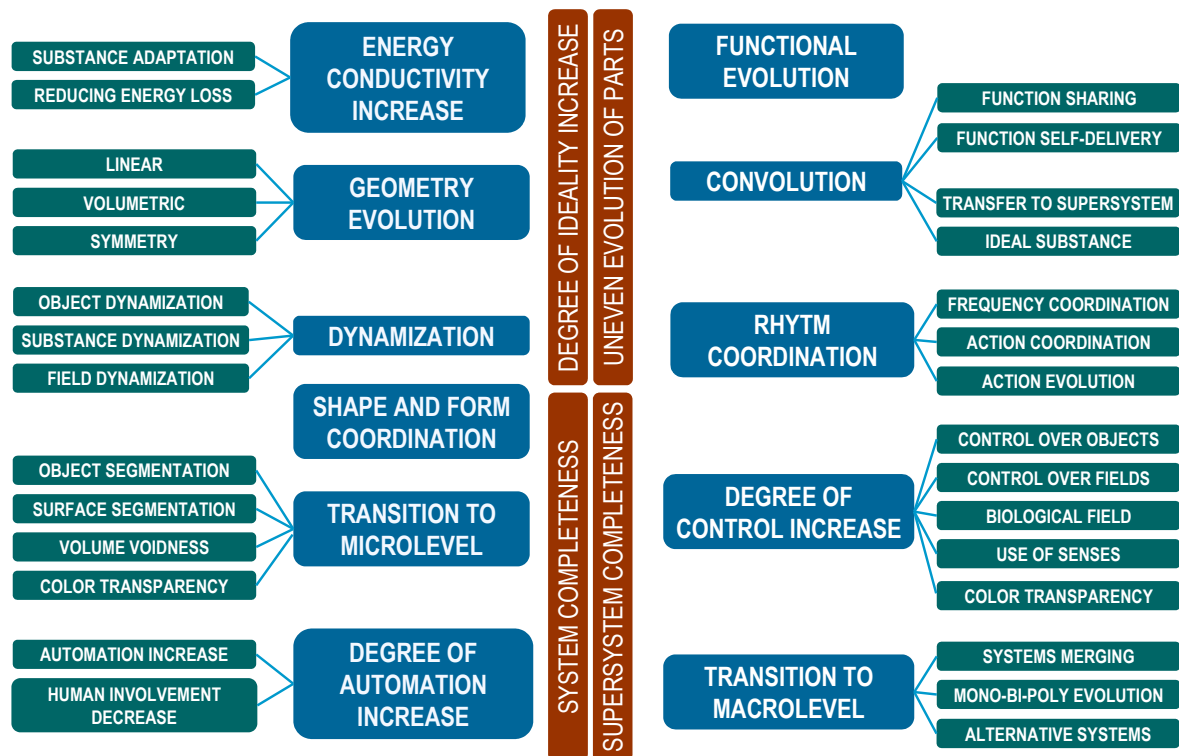 SUBSTANCE ADAPTATION
REDUCING ENERGY LOSS
ENERGY
CONDUCTIVITY
INCREASE
LINEAR
VOLUMETRIC
SYMMETRY
GEOMETRY
EVOLUTION
OBJECT DYNAMIZATION
SUBSTANCE DYNAMIZATION
FIELD DYNAMIZATION
DYNAMIZATION
SHAPE AND FORM
COORDINATION
OBJECT SEGMENTATION
SURFACE SEGMENTATION
VOLUME VOIDNESS
COLOR TRANSPARENCY
TRANSITION TO
MICROLEVEL
AUTOMATION INCREASE
HUMAN INVOLVEMENT
DECREASE
DEGREE OF
AUTOMATION
INCREASE
DEGREE OF IDEALITY INCREASE
UNEVEN EVOLUTION OF PARTS
SYSTEM COMPLETENESS
SUPERSYSTEM COMPLETENESS
FUNCTIONAL
EVOLUTION
CONVOLUTION
FUNCTION SHARING
FUNCTION SELF-DELIVERY
TRANSFER TO SUPERSYSTEM
IDEAL SUBSTANCE
RHYTM
COORDINATION
FREQUENCY COORDINATION
ACTION COORDINATION
ACTION EVOLUTION
DEGREE OF
CONTROL INCREASE
CONTROL OVER OBJECTS
CONTROL OVER FIELDS
BIOLOGICAL FIELD
USE OF SENSES
COLOR TRANSPARENCY
TRANSITION TO
MACROLEVEL
SYSTEMS MERGING
MONO-BI-POLY EVOLUTION
ALTERNATIVE SYSTEMS